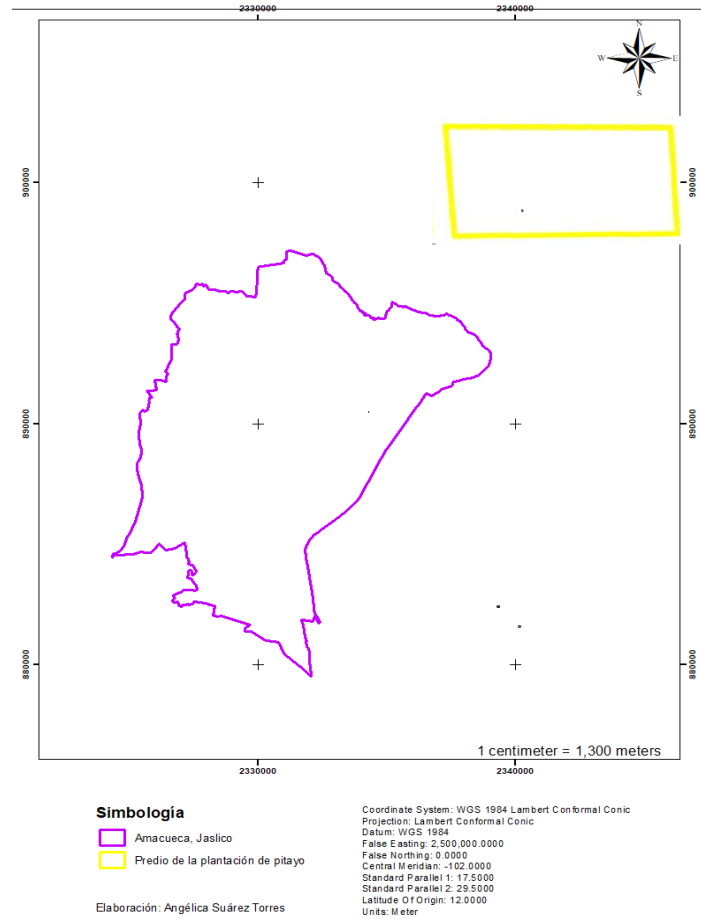 2330000 2340000
N
W E
S
900000 900000
890000 890000
880000 880000
1 centimeter = 1,300 meters
2330000 2340000
Simbología
Amacueca, Jaslico
Predio de la plantación de pitayo
Elaboración: Angélica Suárez Torres
Coordinate System: WGS 1984 Lambert Conformal Conic
Projection: Lambert Conformal Conic
Datum: WGS 1984
False Easting: 2,500,000.0000
False Northing: 0.0000
Central Meridian: -102.0000
Standard Parallel 1: 17.5000
Standard Parallel 2: 29.5000
Latitude Of Origin: 12.0000
Units: Meter